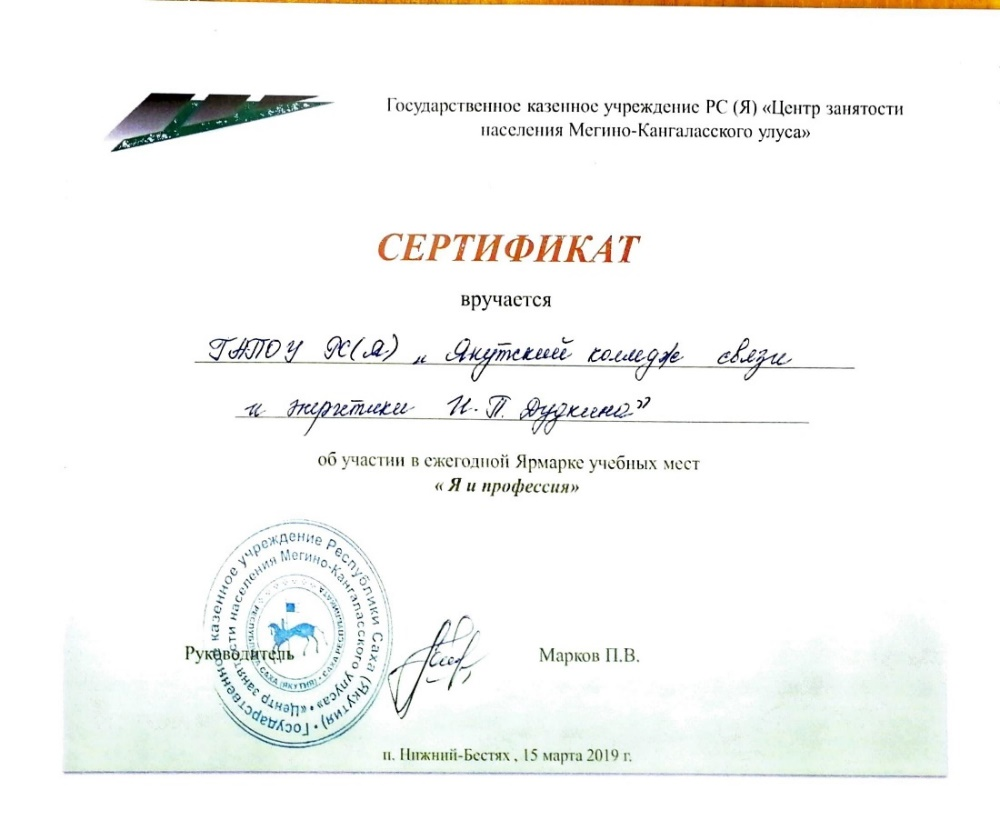 Государственное казенное учреждение РС (Я) «Центр занятости
населения Мегино-Кангаласского улуса»
СЕРТИФИКАТ
вручается
ГАПОУ РС(Я) „ Якутский колледж связи
и энергетики И. П. Дудкина"
об участии в ежегодной Ярмарке учебных мест
« Я и профессия»
Государственное казенное учреждение Республики Саха (Якутия) •
«Центр занятости населения Мегино-Кангаласского улуса» •
Руководитель
Марков П.В.
п. Нижний-Бестях , 15 марта 2019 г.